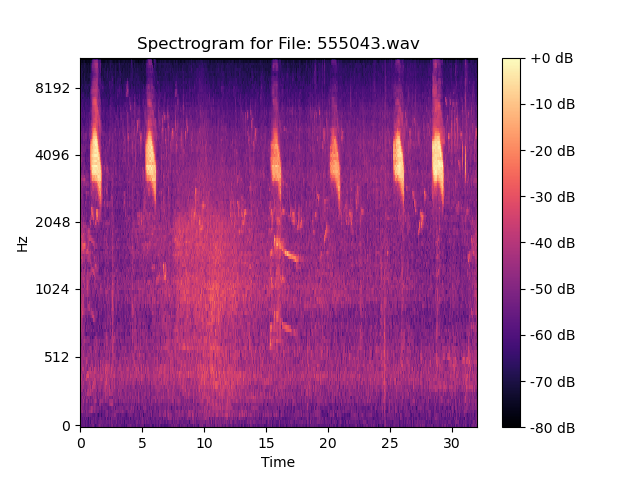 Spectrogram for File: 555043.wav
Hz
8192
4096
2048
1024
512
0
0 5 10 15 20 25 30
Time
+0 dB
-10 dB
-20 dB
-30 dB
-40 dB
-50 dB
-60 dB
-70 dB
-80 dB